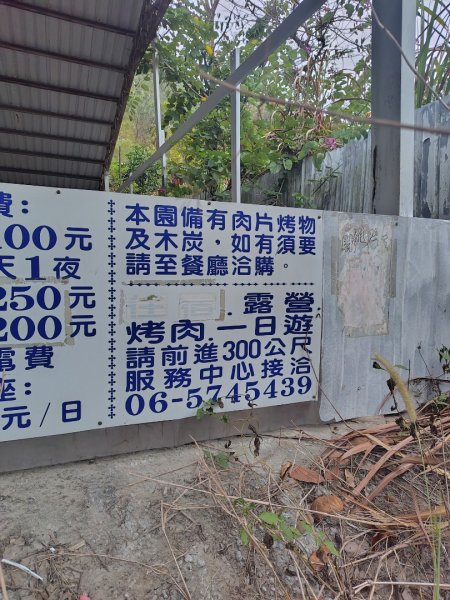 費:
100元
天1夜
250元
200元
電費
座:
元/日
本園備有肉片烤物
及木炭,如有須要
請至餐廳洽購。
.露營
烤肉一日遊
請前進300公尺
服務中心接洽
06-5745439